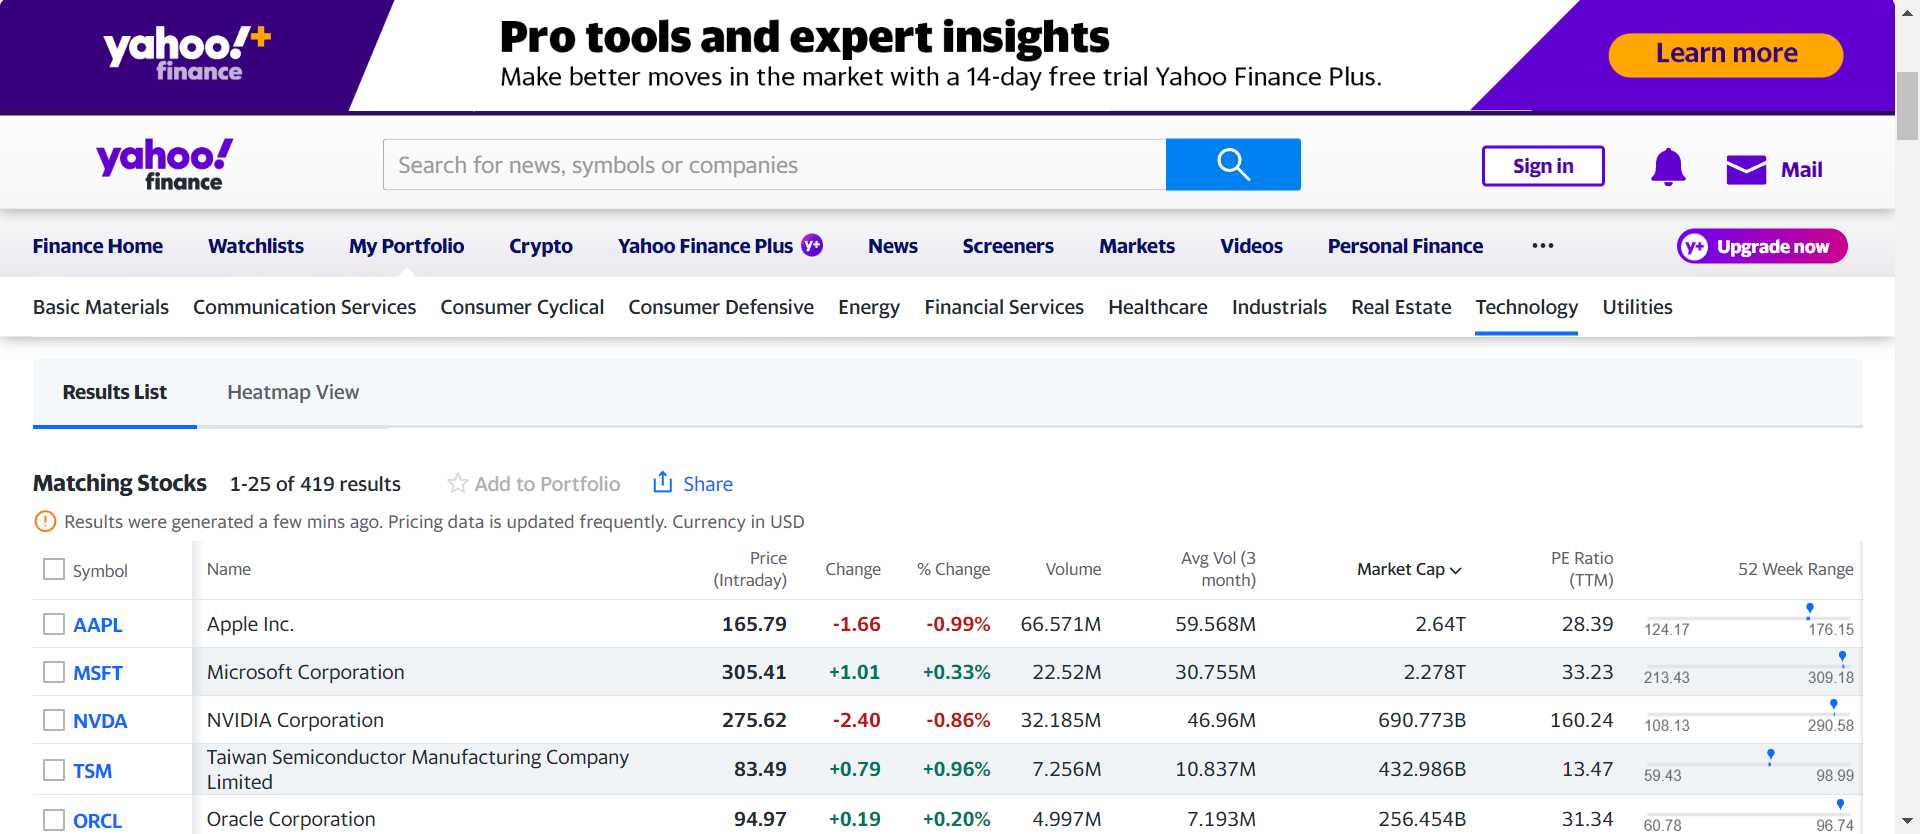 yahoo!+
finance
Pro tools and expert insights
Make better moves in the market with a 14-day free trial Yahoo Finance Plus.
Learn more
yahoo!
finance
Search for news, symbols or companies
Sign in
Mail
Finance Home Watchlists My Portfolio Crypto Yahoo Finance Plus y+ News Screeners Markets Videos Personal Finance ••• y+ Upgrade now
Basic Materials Communication Services Consumer Cyclical Consumer Defensive Energy Financial Services Healthcare Industrials Real Estate Technology Utilities
Results List Heatmap View
Matching Stocks 1-25 of 419 results Add to Portfolio Share
Results were generated a few mins ago. Pricing data is updated frequently. Currency in USD
Symbol Name Price (Intraday) Change % Change Volume Avg Vol (3 month) Market Cap PE Ratio (TTM) 52 Week Range
AAPL Apple Inc. 165.79 -1.66 -0.99% 66.571M 59.568M 2.64T 28.39 124.17 176.15
MSFT Microsoft Corporation 305.41 +1.01 +0.33% 22.52M 30.755M 2.278T 33.23 213.43 309.18
NVDA NVIDIA Corporation 275.62 -2.40 -0.86% 32.185M 46.96M 690.773B 160.24 108.13 290.58
TSM Taiwan Semiconductor Manufacturing Company Limited 83.49 +0.79 +0.96% 7.256M 10.837M 432.986B 13.47 59.43 98.99
ORCL Oracle Corporation 94.97 +0.19 +0.20% 4.997M 7.193M 256.454B 31.34 60.78 96.74